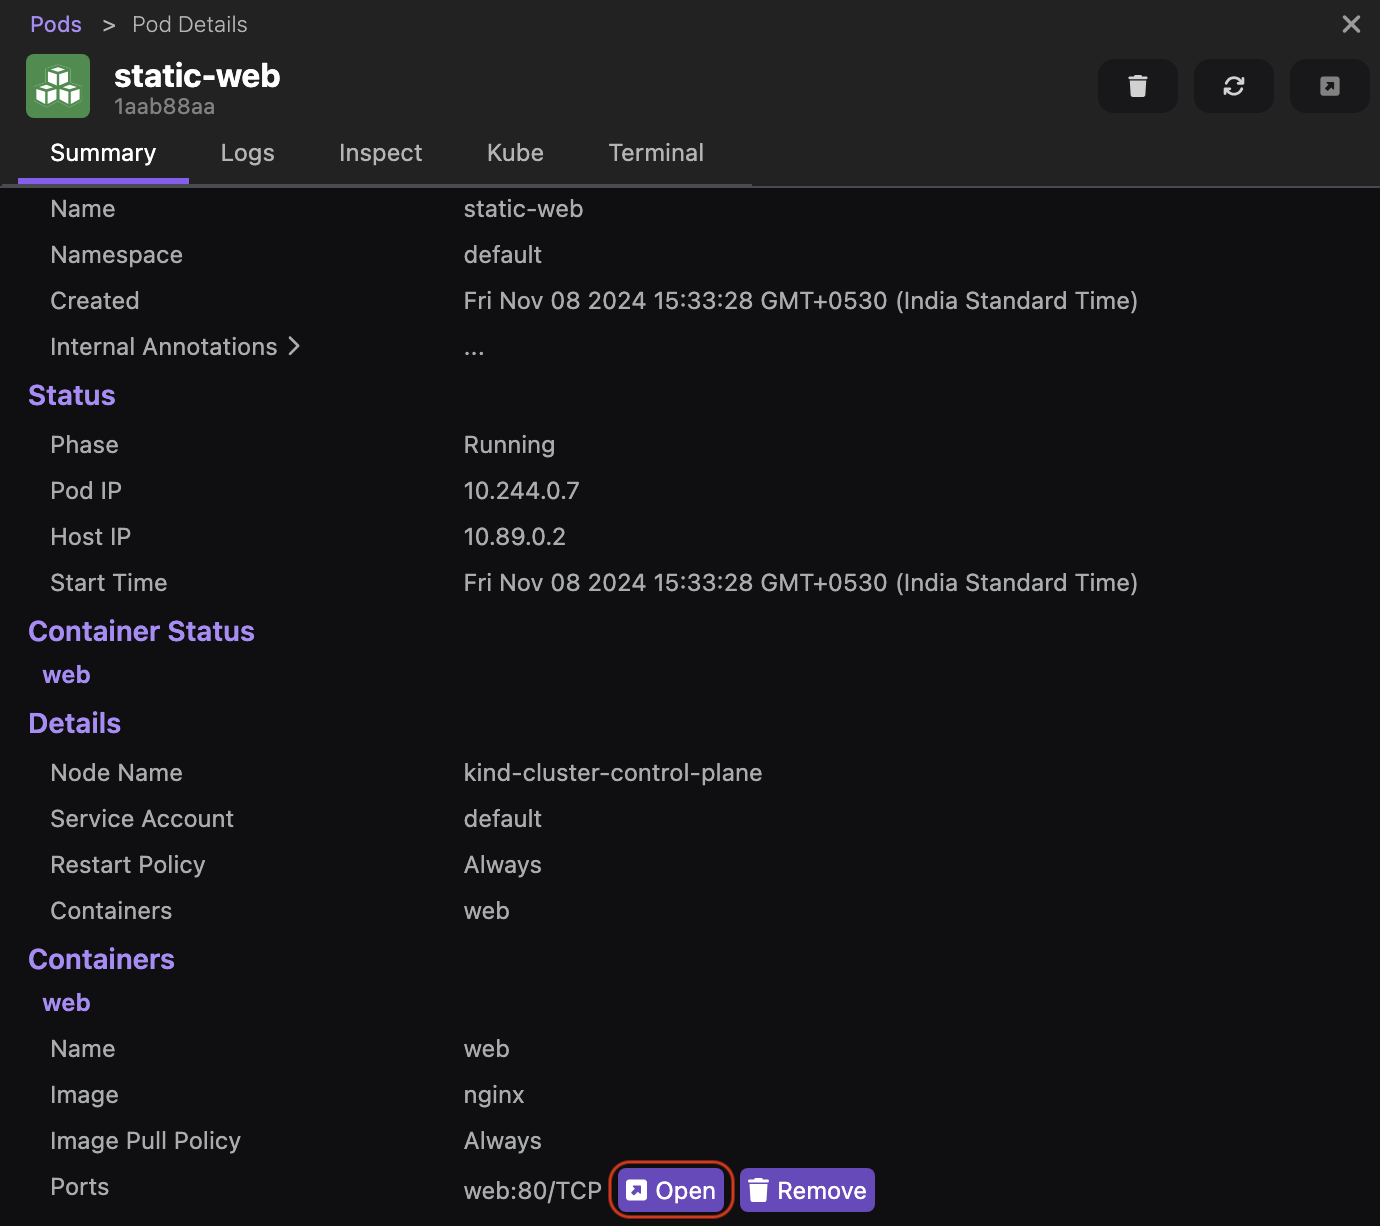 Pods > Pod Details
static-web
1aab88aa
Summary Logs Inspect Kube Terminal
Name static-web
Namespace default
Created Fri Nov 08 2024 15:33:28 GMT+0530 (India Standard Time)
Internal Annotations > ...
Status
Phase Running
Pod IP 10.244.0.7
Host IP 10.89.0.2
Start Time Fri Nov 08 2024 15:33:28 GMT+0530 (India Standard Time)
Container Status
web
Details
Node Name kind-cluster-control-plane
Service Account default
Restart Policy Always
Containers web
Containers
web
Name web
Image nginx
Image Pull Policy Always
Ports web:80/TCP Open Remove